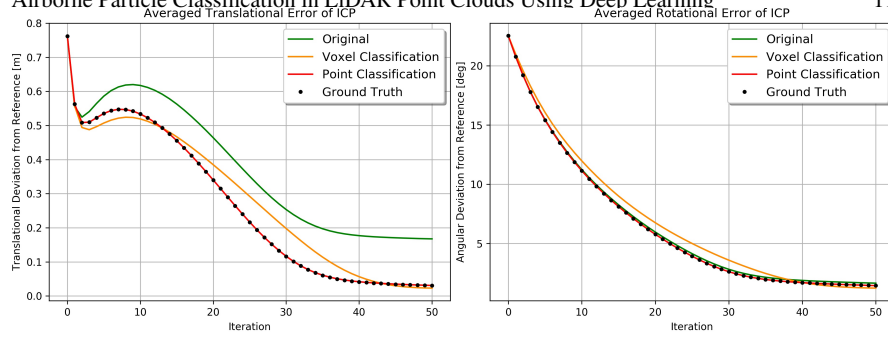 Airborne Particle Classification in LiDAR Point Clouds Using Deep Learning
Averaged Translational Error of ICP
Translational Deviation from Reference [m]
0.8
0.7
0.6
0.5
0.4
0.3
0.2
0.1
0.0
Original
Voxel Classification
Point Classification
Ground Truth
0 10 20 30 40 50
Iteration
Averaged Rotational Error of ICP
Angular Deviation from Reference [deg]
20
15
10
5
Original
Voxel Classification
Point Classification
Ground Truth
0 10 20 30 40 50
Iteration